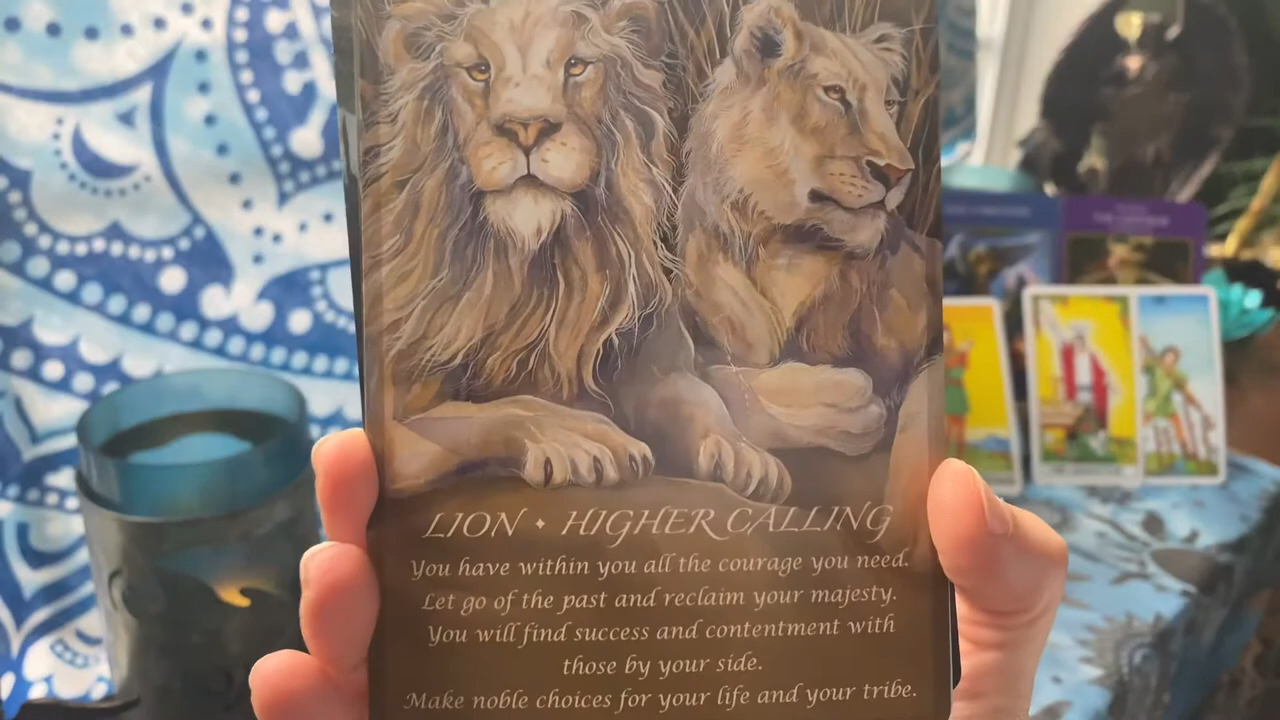 LION • HIGHER CALLING
You have within you all the courage you need.
Let go of the past and reclaim your majesty.
You will find success and contentment with
those by your side.
Make noble choices for your life and your tribe.